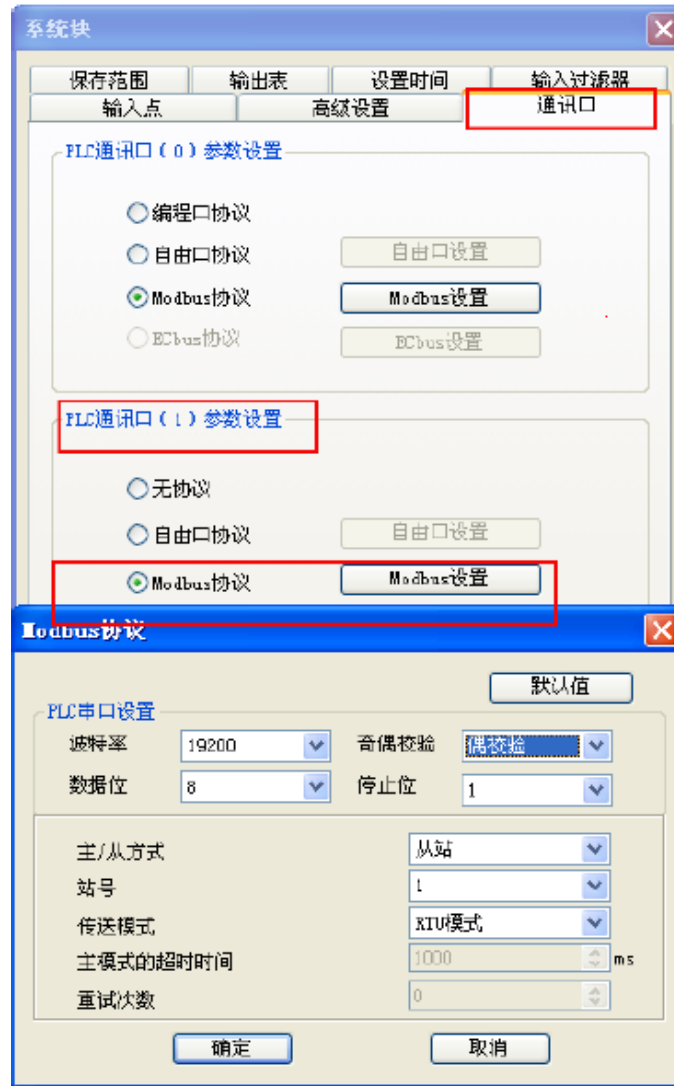 系统块
保存范围 输出表 设置时间 输入过滤器
输入点 高级设置 通讯口
PLC通讯口(0)参数设置
编程口协议
自由口协议 自由口设置
Modbus协议 Modbus设置
ECbus协议 ECbus设置
PLC通讯口(1)参数设置
无协议
自由口协议 自由口设置
Modbus协议 Modbus设置
Modbus协议
默认值
PLC串口设置
波特率 19200 奇偶校验 偶校验
数据位 8 停止位 1
主/从方式 从站
站号 1
传送模式 RTU模式
主模式的超时时间 1000 ms
重试次数 0
确定 取消